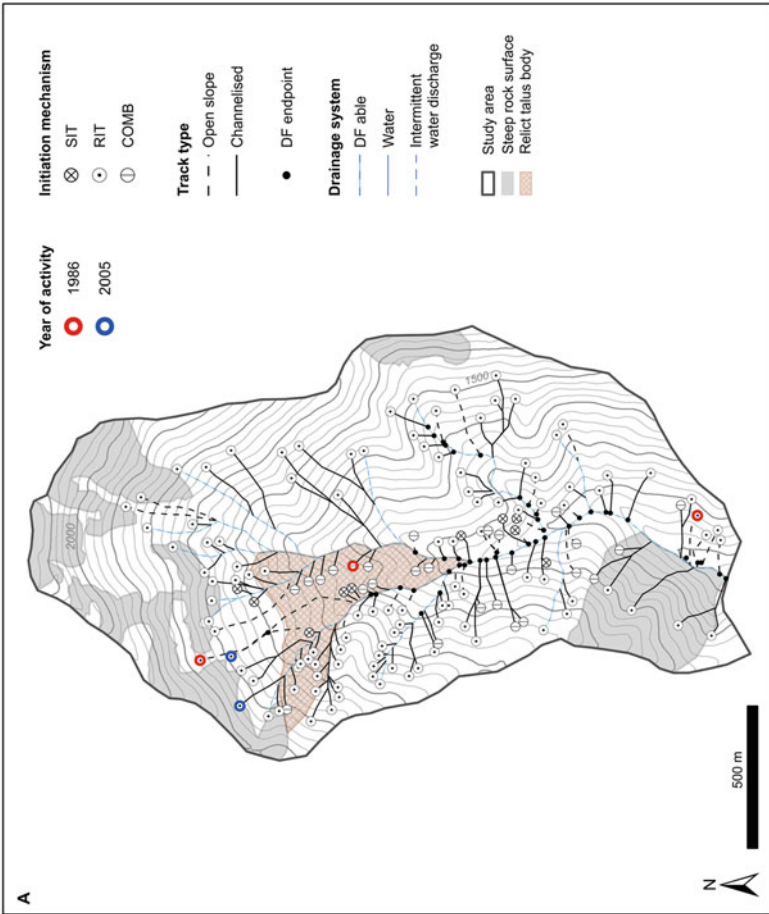 A
Year of activity
1986
2005
Initiation mechanism
SIT
RIT
COMB
Track type
Open slope
Channelised
DF endpoint
Drainage system
DF able
Water
Intermittent
water discharge
Study area
Steep rock surface
Relict talus body
2000
1500
500 m
N